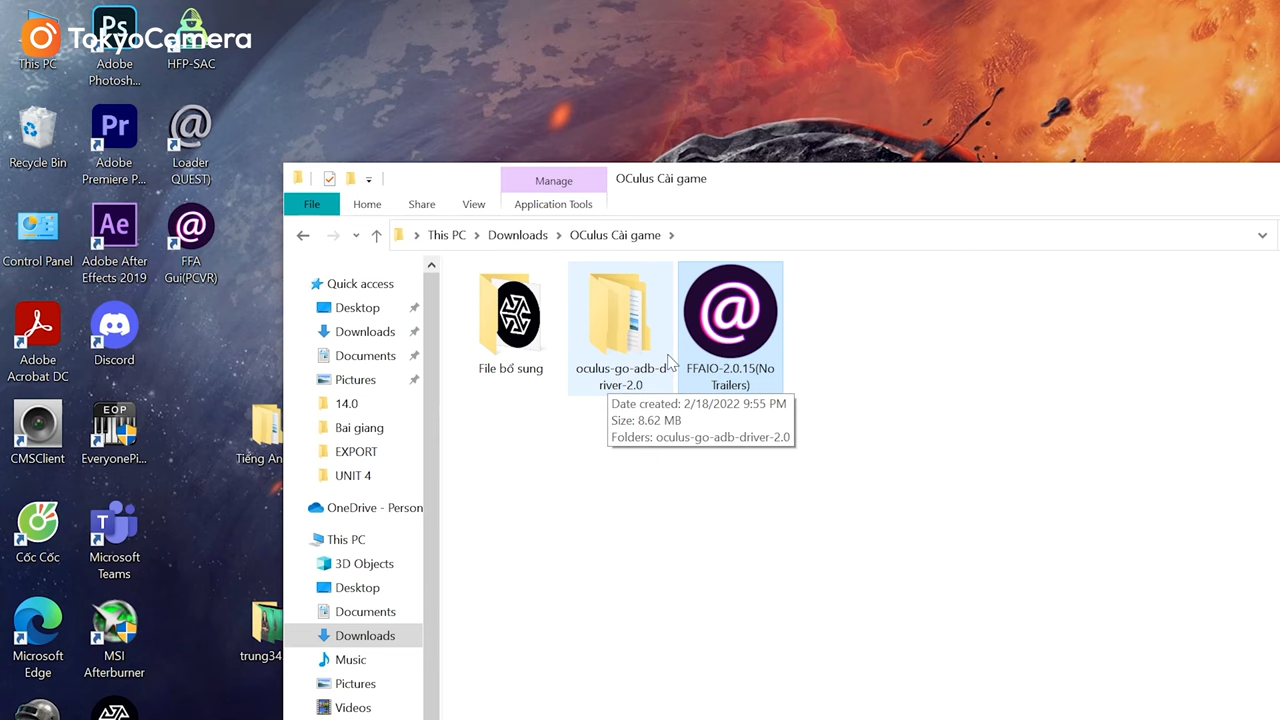 TokyoCamera
This PC
Adobe
Photosh...
HFP-SAC
Recycle Bin
Adobe
Premiere P...
Loader
QUEST)
Control Panel
Adobe After
Effects 2019
FFA
Gui(PCVR)
Adobe
Acrobat DC
Discord
CMSClient
EOP
EveryonePi...
Tiếng An
Cốc Cốc
Microsoft
Teams
Microsoft
Edge
MSI
Afterburner
trung34
Manage
OCulus Cài game
File
Home
Share
View
Application Tools
This PC
Downloads
OCulus Cài game
Quick access
Desktop
Downloads
Documents
Pictures
14.0
Bai giang
EXPORT
UNIT 4
OneDrive - Person
This PC
3D Objects
Desktop
Documents
Downloads
Music
Pictures
Videos
File bổ sung
oculus-go-adb-d
river-2.0
FFAIO-2.0.15(No
Trailers)
Date created: 2/18/2022 9:55 PM
Size: 8.62 MB
Folders: oculus-go-adb-driver-2.0